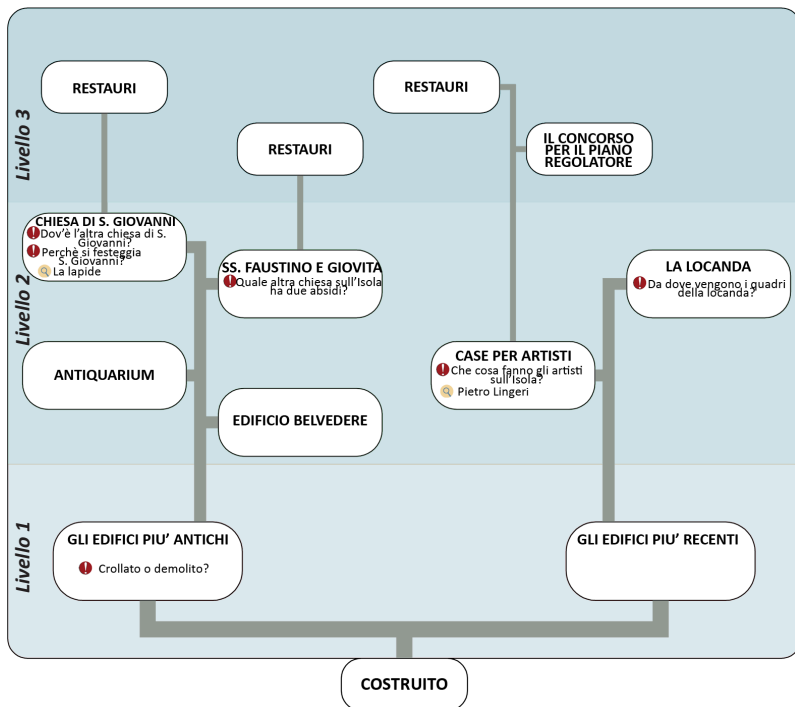 Livello 3
RESTAURI
RESTAURI
RESTAURI
IL CONCORSO
PER IL PIANO
REGOLATORE
Livello 2
CHIESA DI S. GIOVANNI
Dov'è l'altra chiesa di S.
Giovanni?
Perchè si festeggia
S. Giovanni?
La lapide
SS. FAUSTINO E GIOVITA
Quale altra chiesa sull'Isola
ha due absidi?
LA LOCANDA
Da dove vengono i quadri
della locanda?
ANTIQUARIUM
CASE PER ARTISTI
Che cosa fanno gli artisti
sull'Isola?
Pietro Lingeri
EDIFICIO BELVEDERE
Livello 1
GLI EDIFICI PIU' ANTICHI
Crollato o demolito?
GLI EDIFICI PIU' RECENTI
COSTRUITO